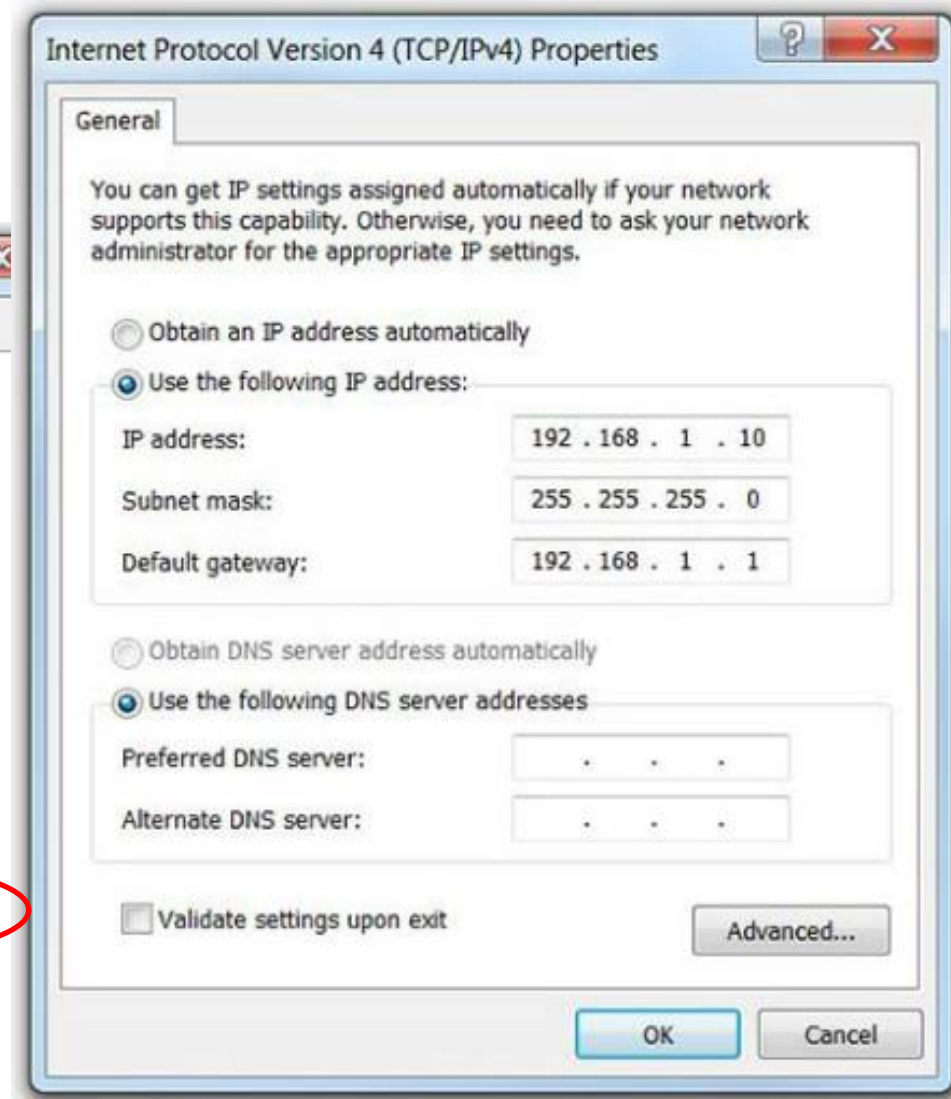 Internet Protocol Version 4 (TCP/IPv4) Properties
General
You can get IP settings assigned automatically if your network
supports this capability. Otherwise, you need to ask your network
administrator for the appropriate IP settings.
Obtain an IP address automatically
Use the following IP address:
IP address: 192 . 168 . 1 . 10
Subnet mask: 255 . 255 . 255 . 0
Default gateway: 192 . 168 . 1 . 1
Obtain DNS server address automatically
Use the following DNS server addresses
Preferred DNS server: . . .
Alternate DNS server: . . .
Validate settings upon exit
Advanced...
OK Cancel